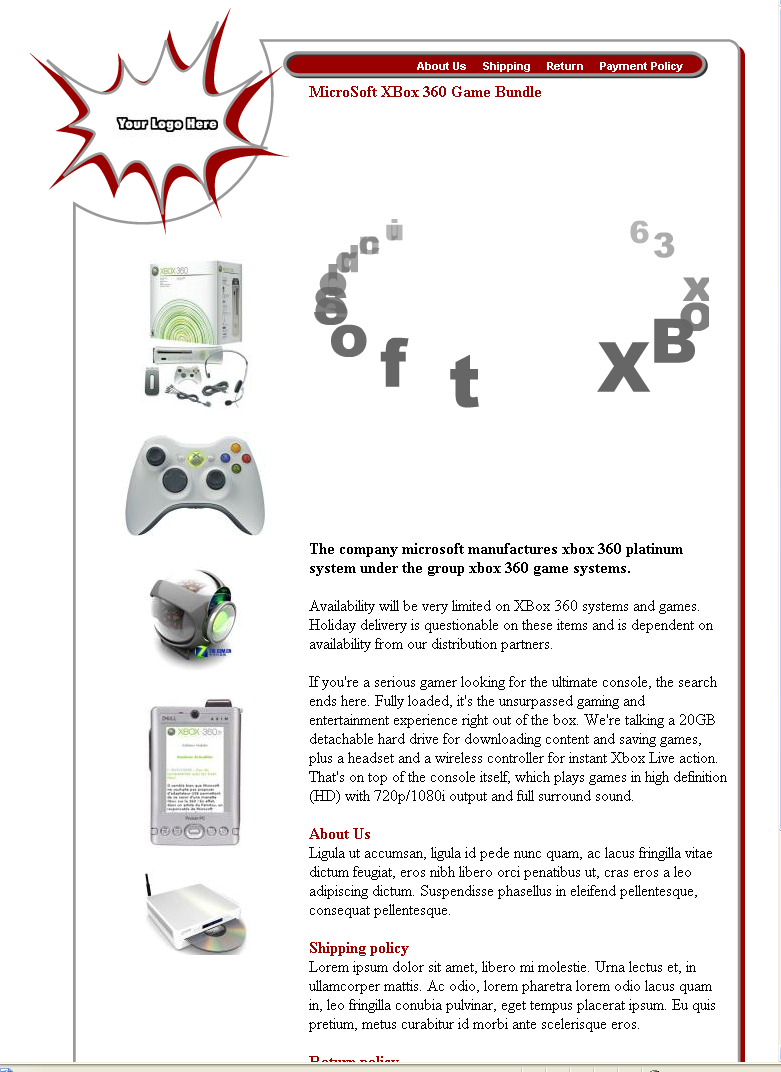 About Us Shipping Return Payment Policy
MicroSoft XBox 360 Game Bundle
Your Logo Here
6 3
XBOX 360
S o f t X B o x
The company microsoft manufactures xbox 360 platinum
system under the group xbox 360 game systems.
Availability will be very limited on XBox 360 systems and games.
Holiday delivery is questionable on these items and is dependent on
availability from our distribution partners.
If you're a serious gamer looking for the ultimate console, the search
ends here. Fully loaded, it's the unsurpassed gaming and
entertainment experience right out of the box. We're talking a 20GB
detachable hard drive for downloading content and saving games,
plus a headset and a wireless controller for instant Xbox Live action.
That's on top of the console itself, which plays games in high definition
(HD) with 720p/1080i output and full surround sound.
DELL AXIM
XBOX-360
About Us
Ligula ut accumsan, ligula id pede nunc quam, ac lacus fringilla vitae
dictum feugiat, eros nibh libero orci penatibus ut, cras eros a leo
adipiscing dictum. Suspendisse phasellus in eleifend pellentesque,
consequat pellentesque.
Shipping policy
Lorem ipsum dolor sit amet, libero mi molestie. Urna lectus et, in
ullamcorper mattis. Ac odio, lorem pharetra lorem odio lacus quam
in, leo fringilla conubia pulvinar, eget tempus placerat ipsum. Eu quis
pretium, metus curabitur id morbi ante scelerisque eros.
Return policy